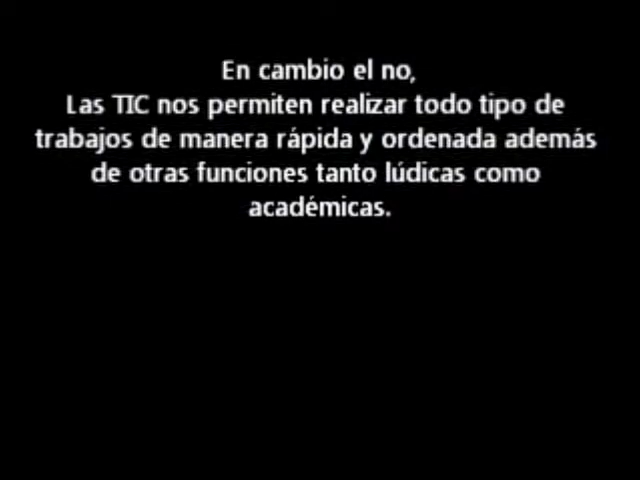 En cambio el no,
Las TIC nos permiten realizar todo tipo de
trabajos de manera rápida y ordenada además
de otras funciones tanto lúdicas como
académicas.